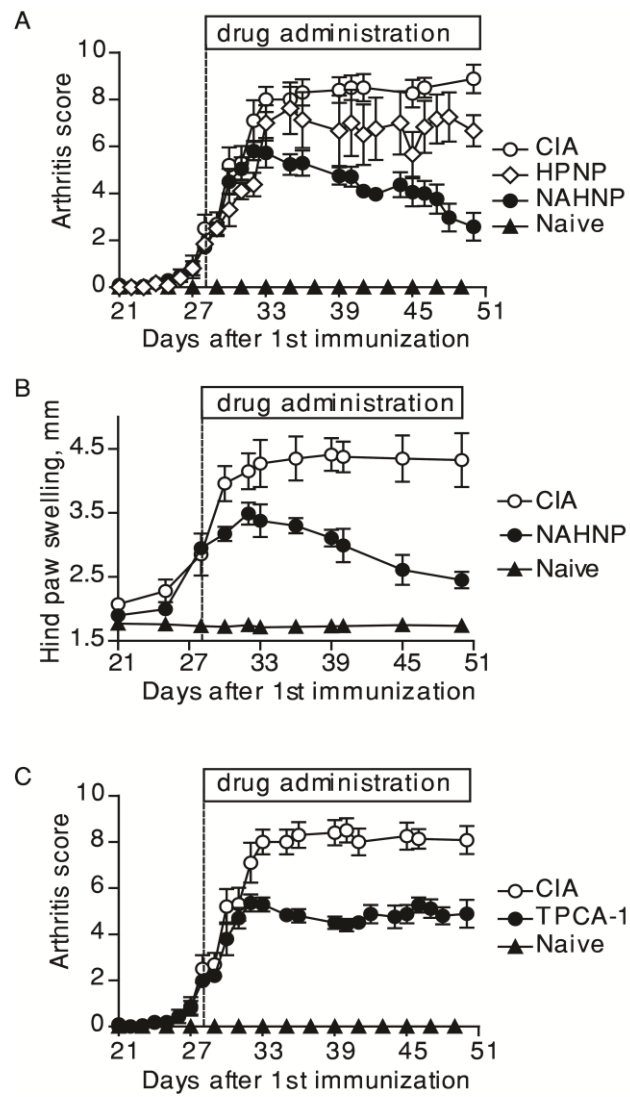 A
drug administration
10
8
6
4
2
0
Arthritis score
21 27 33 39 45 51
Days after 1st immunization
CIA
HPNP
NAHNP
Naive
B
drug administration
4.5
3.5
2.5
1.5
Hind paw swelling, mm
21 27 33 39 45 51
Days after 1st immunization
CIA
NAHNP
Naive
C
drug administration
10
8
6
4
2
0
Arthritis score
21 27 33 39 45 51
Days after 1st immunization
CIA
TPCA-1
Naive